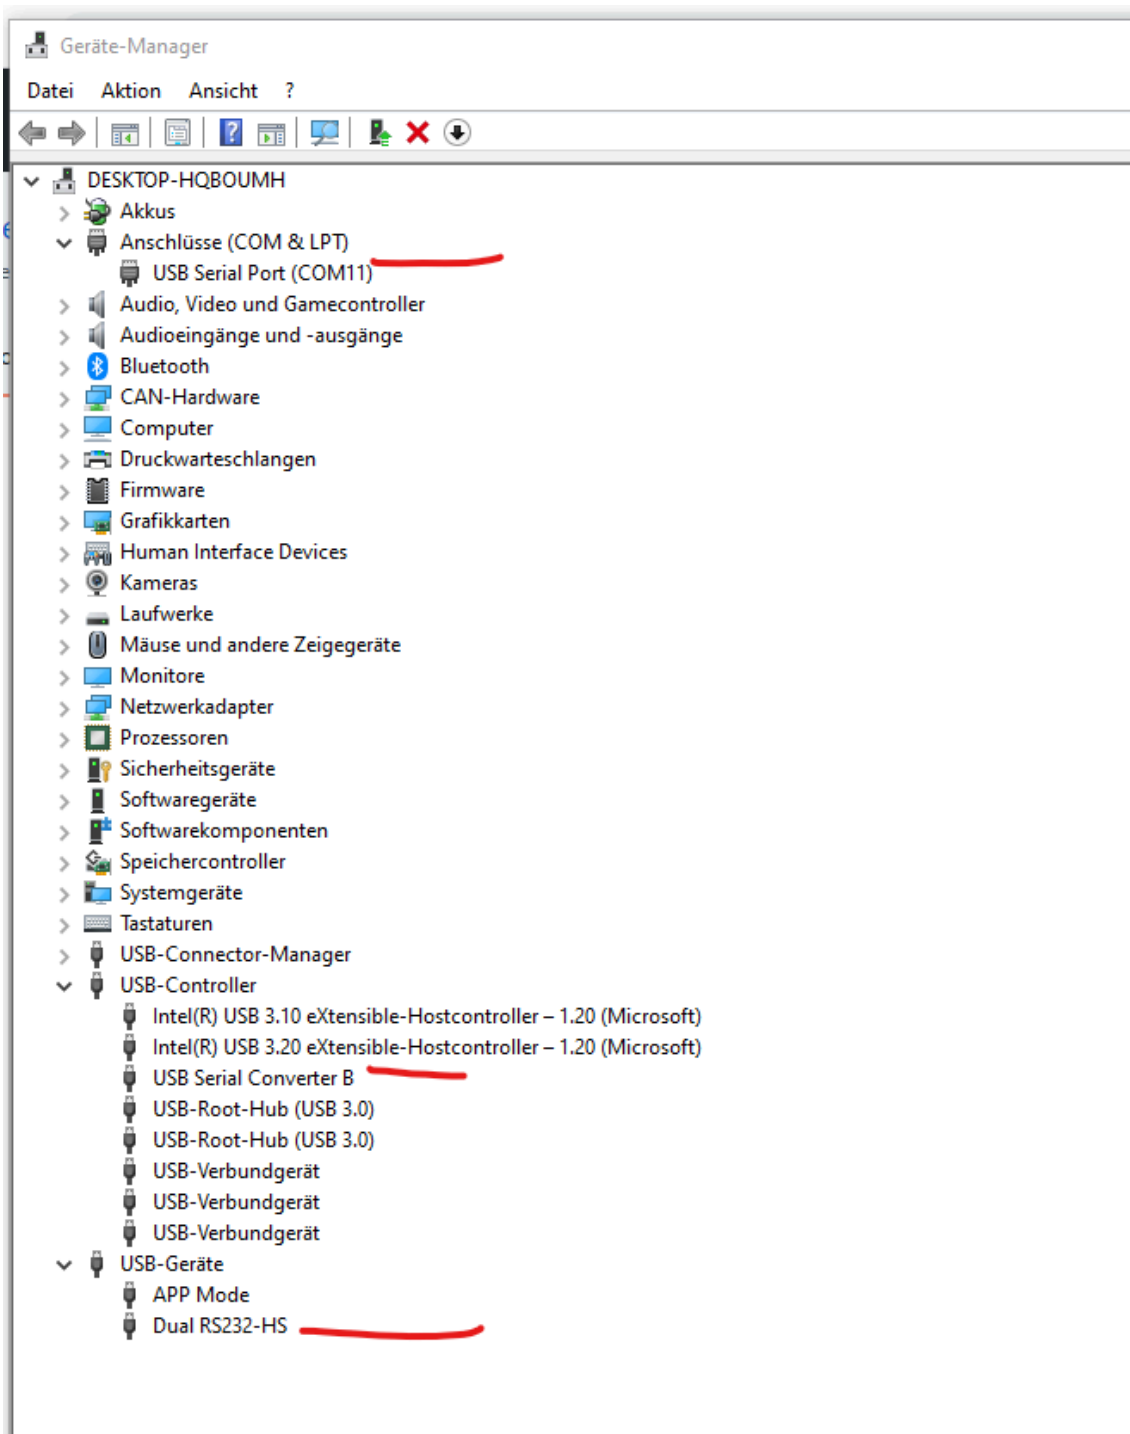 Geräte-Manager
Datei Aktion Ansicht ?
DESKTOP-HQBOUMH
Akkus
Anschlüsse (COM & LPT)
USB Serial Port (COM11)
Audio, Video und Gamecontroller
Audioeingänge und -ausgänge
Bluetooth
CAN-Hardware
Computer
Druckwarteschlangen
Firmware
Grafikkarten
Human Interface Devices
Kameras
Laufwerke
Mäuse und andere Zeigegeräte
Monitore
Netzwerkadapter
Prozessoren
Sicherheitsgeräte
Softwaregeräte
Softwarekomponenten
Speichercontroller
Systemgeräte
Tastaturen
USB-Connector-Manager
USB-Controller
Intel(R) USB 3.10 eXtensible-Hostcontroller – 1.20 (Microsoft)
Intel(R) USB 3.20 eXtensible-Hostcontroller – 1.20 (Microsoft)
USB Serial Converter B
USB-Root-Hub (USB 3.0)
USB-Root-Hub (USB 3.0)
USB-Verbundgerät
USB-Verbundgerät
USB-Verbundgerät
USB-Geräte
APP Mode
Dual RS232-HS